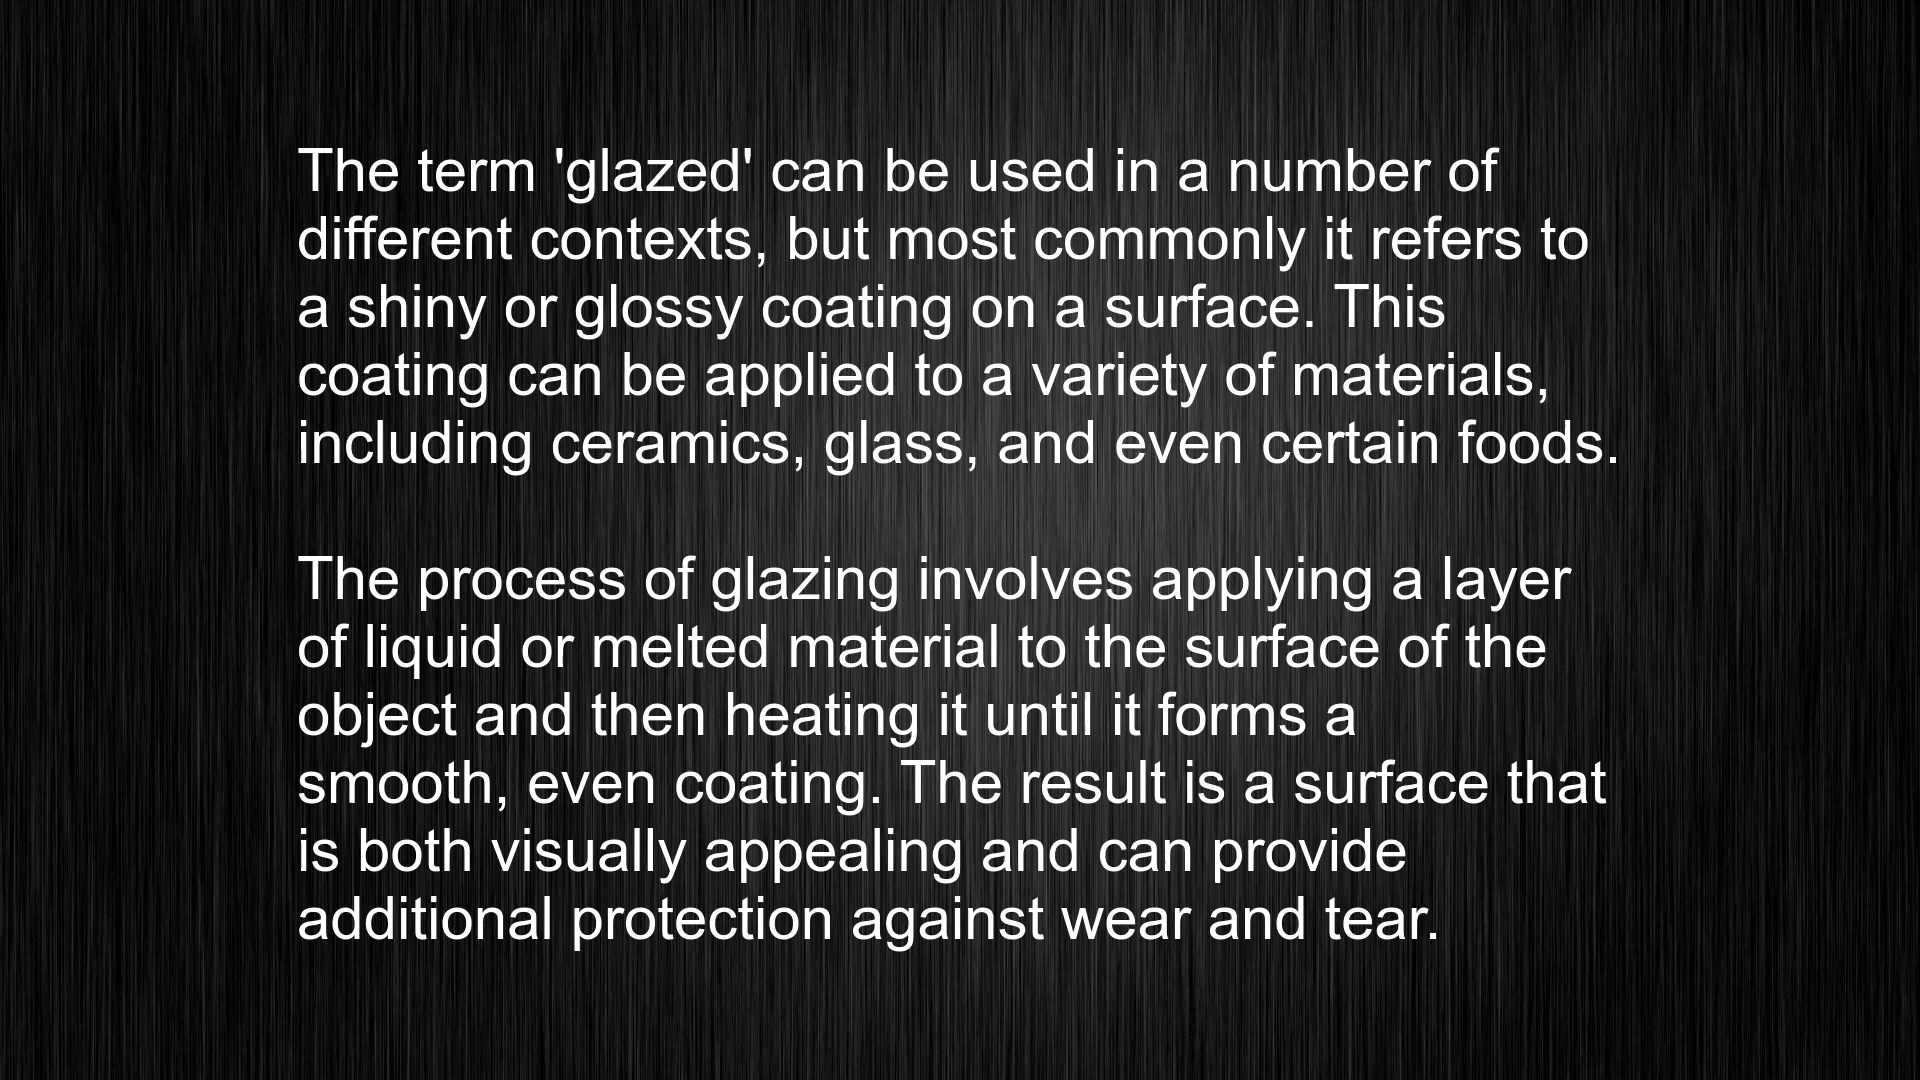 The term 'glazed' can be used in a number of
different contexts, but most commonly it refers to
a shiny or glossy coating on a surface. This
coating can be applied to a variety of materials,
including ceramics, glass, and even certain foods.
The process of glazing involves applying a layer
of liquid or melted material to the surface of the
object and then heating it until it forms a
smooth, even coating. The result is a surface that
is both visually appealing and can provide
additional protection against wear and tear.